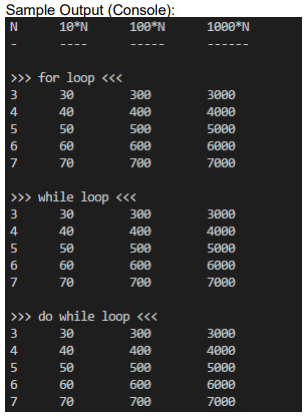 Sample Output (Console):
N 10*N 100*N 1000*N
- ---- ----- ------
>>> for loop <<<
3 30 300 3000
4 40 400 4000
5 50 500 5000
6 60 600 6000
7 70 700 7000
>>> while loop <<<
3 30 300 3000
4 40 400 4000
5 50 500 5000
6 60 600 6000
7 70 700 7000
>>> do while loop <<<
3 30 300 3000
4 40 400 4000
5 50 500 5000
6 60 600 6000
7 70 700 7000